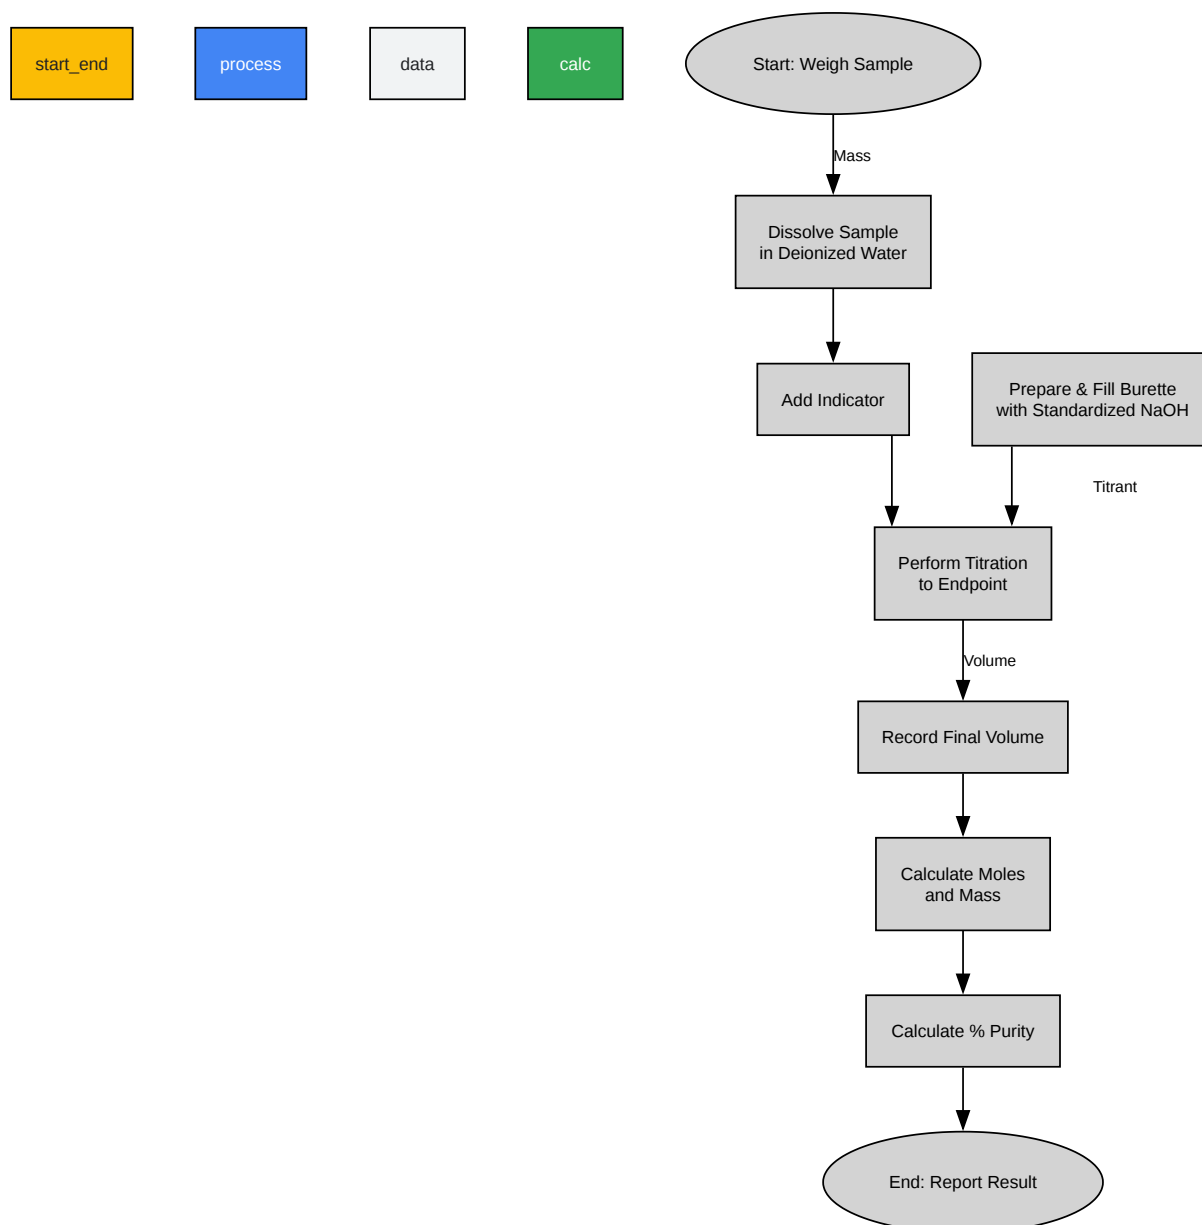 start_end
process
data
calc
Start: Weigh Sample
Mass
Dissolve Sample
in Deionized Water
Add Indicator
Prepare & Fill Burette
with Standardized NaOH
Titrant
Perform Titration
to Endpoint
Volume
Record Final Volume
Calculate Moles
and Mass
Calculate % Purity
End: Report Result